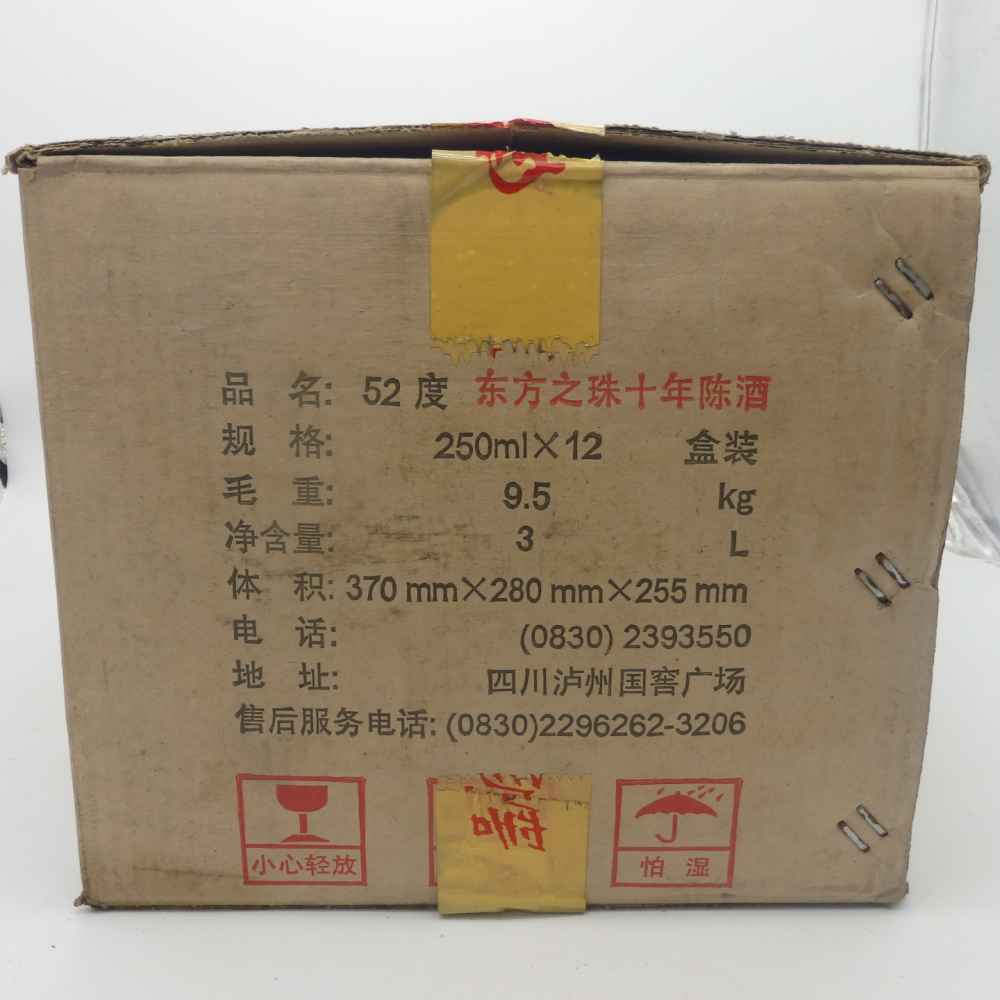 品 名: 52 度 东方之珠十年陈酒
规 格: 250ml×12 盒装
毛 重: 9.5 kg
净含量: 3 L
体 积: 370 mm×280 mm×255 mm
电 话: (0830) 2393550
地 址: 四川泸州国窖广场
售后服务电话: (0830)2296262-3206
小心轻放
怕 湿